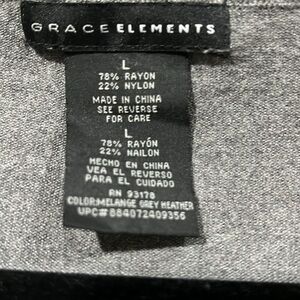 GRACE ELEMENTS
L
78% RAYON
22% NYLON
MADE IN CHINA
SEE REVERSE
FOR CARE
L
78% RAYÓN
22% NAILON
HECHO EN CHINA
VEA EL REVERSO
PARA EL CUIDADO
RN 93178
COLOR:MELANGE GREY HEATHER
UPC#884072409356